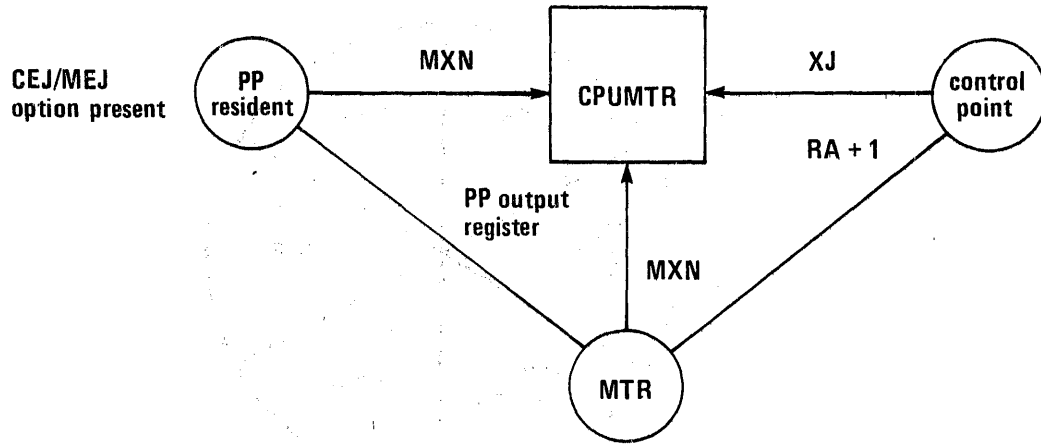 CEJ/MEJ
option present
PP
resident
MXN
CPUMTR
XJ
control
point
RA + 1
PP output
register
MXN
MTR